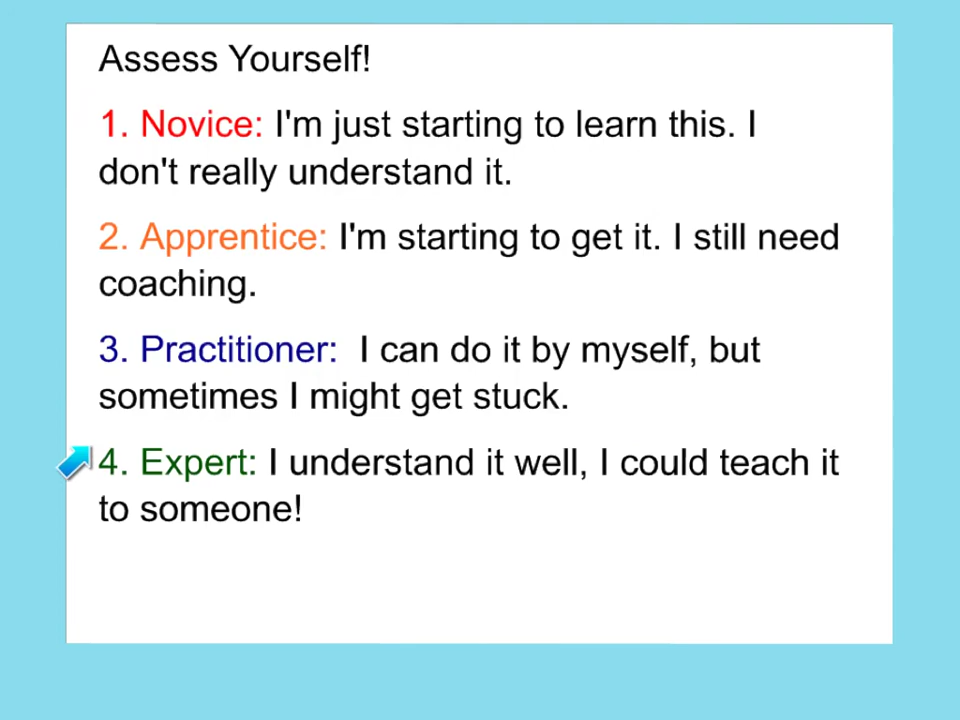 Assess Yourself!
1. Novice: I'm just starting to learn this. I
don't really understand it.
2. Apprentice: I'm starting to get it. I still need
coaching.
3. Practitioner:  I can do it by myself, but
sometimes I might get stuck.
4. Expert: I understand it well, I could teach it
to someone!